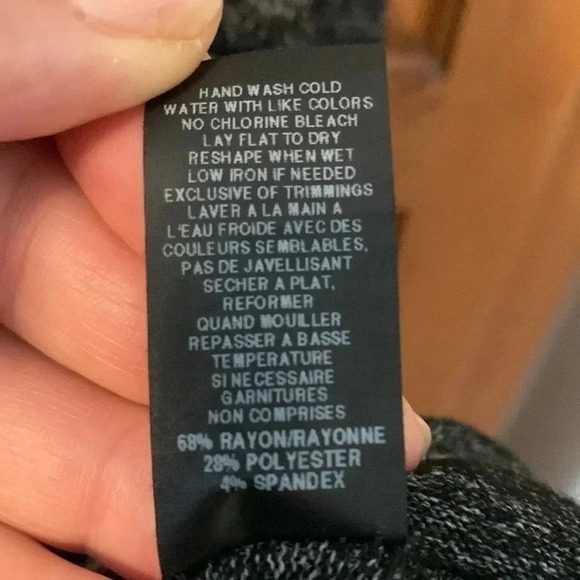 HAND WASH COLD
WATER WITH LIKE COLORS
NO CHLORINE BLEACH
LAY FLAT TO DRY
RESHAPE WHEN WET
LOW IRON IF NEEDED
EXCLUSIVE OF TRIMMINGS
LAVER A LA MAIN A
L'EAU FROIDE AVEC DES
COULEURS SEMBLABLES,
PAS DE JAVELLISANT
SECHER A PLAT,
REFORMER
QUAND MOUILLER
REPASSER A BASSE
TEMPERATURE
SI NECESSAIRE
GARNITURES
NON COMPRISES
68% RAYON/RAYONNE
28% POLYESTER
4% SPANDEX